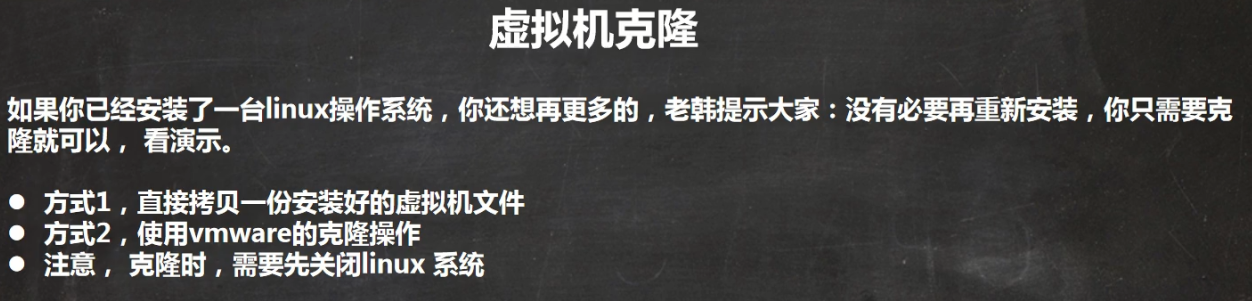 虚拟机克隆
如果你已经安装了一台linux操作系统，你还想再更多的，老韩提示大家：没有必要再重新安装，你只需要克
隆就可以， 看演示。
● 方式1，直接拷贝一份安装好的虚拟机文件
● 方式2，使用vmware的克隆操作
● 注意， 克隆时，需要先关闭linux 系统